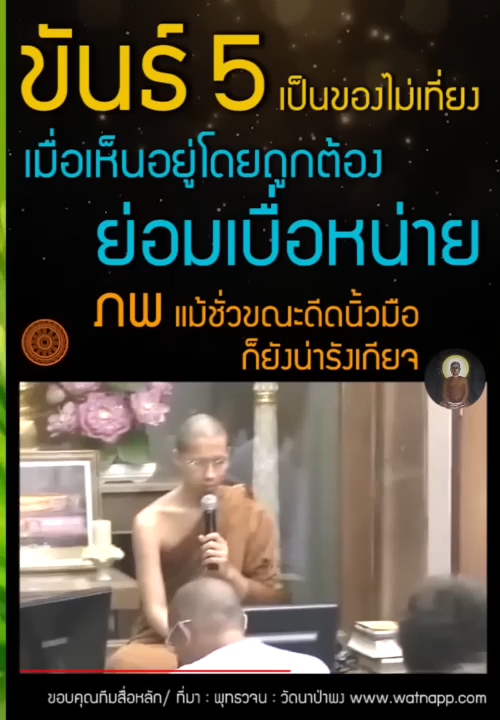 ขันธ์ 5 เป็นของไม่เที่ยง
เมื่อเห็นอยู่โดยถูกต้อง
ย่อมเบื่อหน่าย
ภพ แม้ชั่วขณะดีดนิ้วมือ
ก็ยังน่ารังเกียจ
ขอบคุณทีมสื่อหลัก/ ที่มา : พุทธวจน : วัดนาป่าพง www.watnapp.com